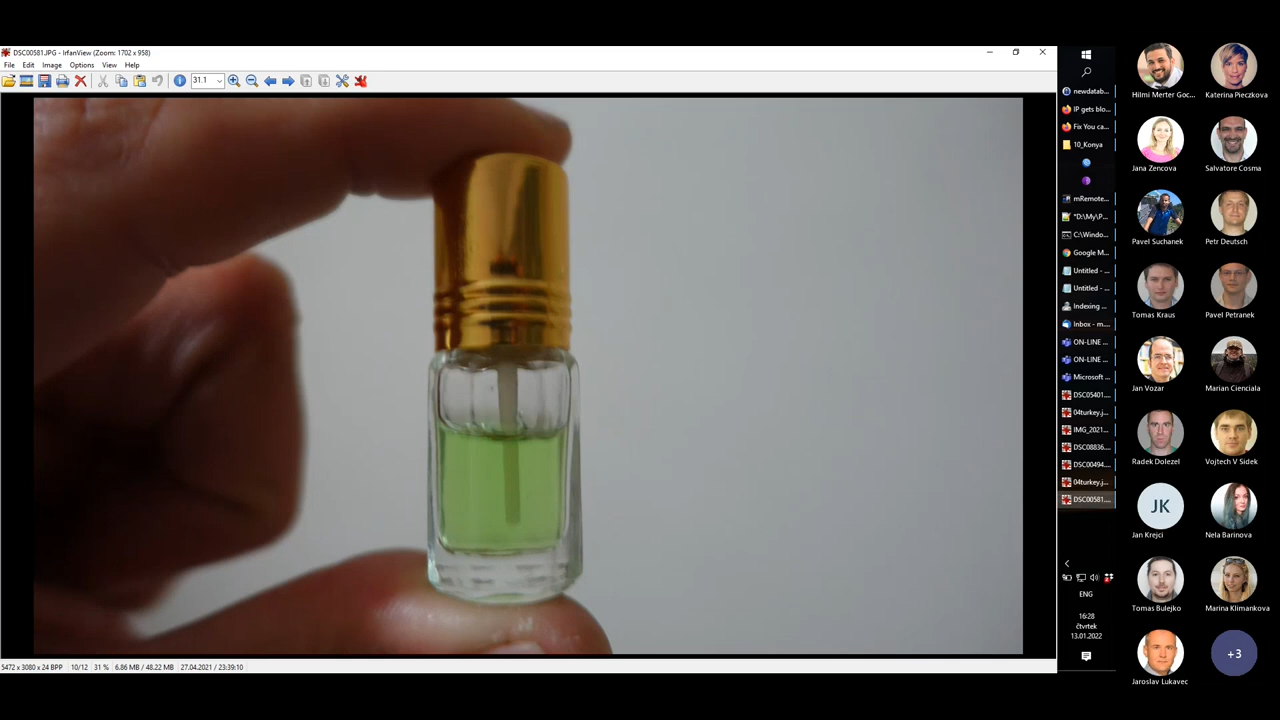 DSC00581.JPG - IrfanView (Zoom: 1702 x 958)
File Edit Image Options View Help
31.1
5472 x 3080 x 24 BPP 10/12 31 % 6.86 MB / 48.22 MB 27.04.2021 / 23:39:10
newdatab...
IP gets blo...
Fix You ca...
10_Konya
mRemote...
*D:\My\P...
C:\Windo...
Google M...
Untitled - ...
Untitled - ...
Indexing ...
Inbox - m...
ON-LINE ...
ON-LINE ...
Microsoft ...
DSC05401....
04turkey.j...
IMG_2021...
DSC08836....
DSC00494....
04turkey.j...
DSC00581....
ENG
16:28
čtvrtek
13.01.2022
Hilmi Merter Goc... Katerina Pieczkova
Jana Zencova Salvatore Cosma
Pavel Suchanek Petr Deutsch
Tomas Kraus Pavel Petranek
Jan Vozar Marian Cienciala
Radek Dolezel Vojtech V Sidek
JK
Jan Krejci Nela Barinova
Tomas Bulejko Marina Klimankova
+3
Jaroslav Lukavec